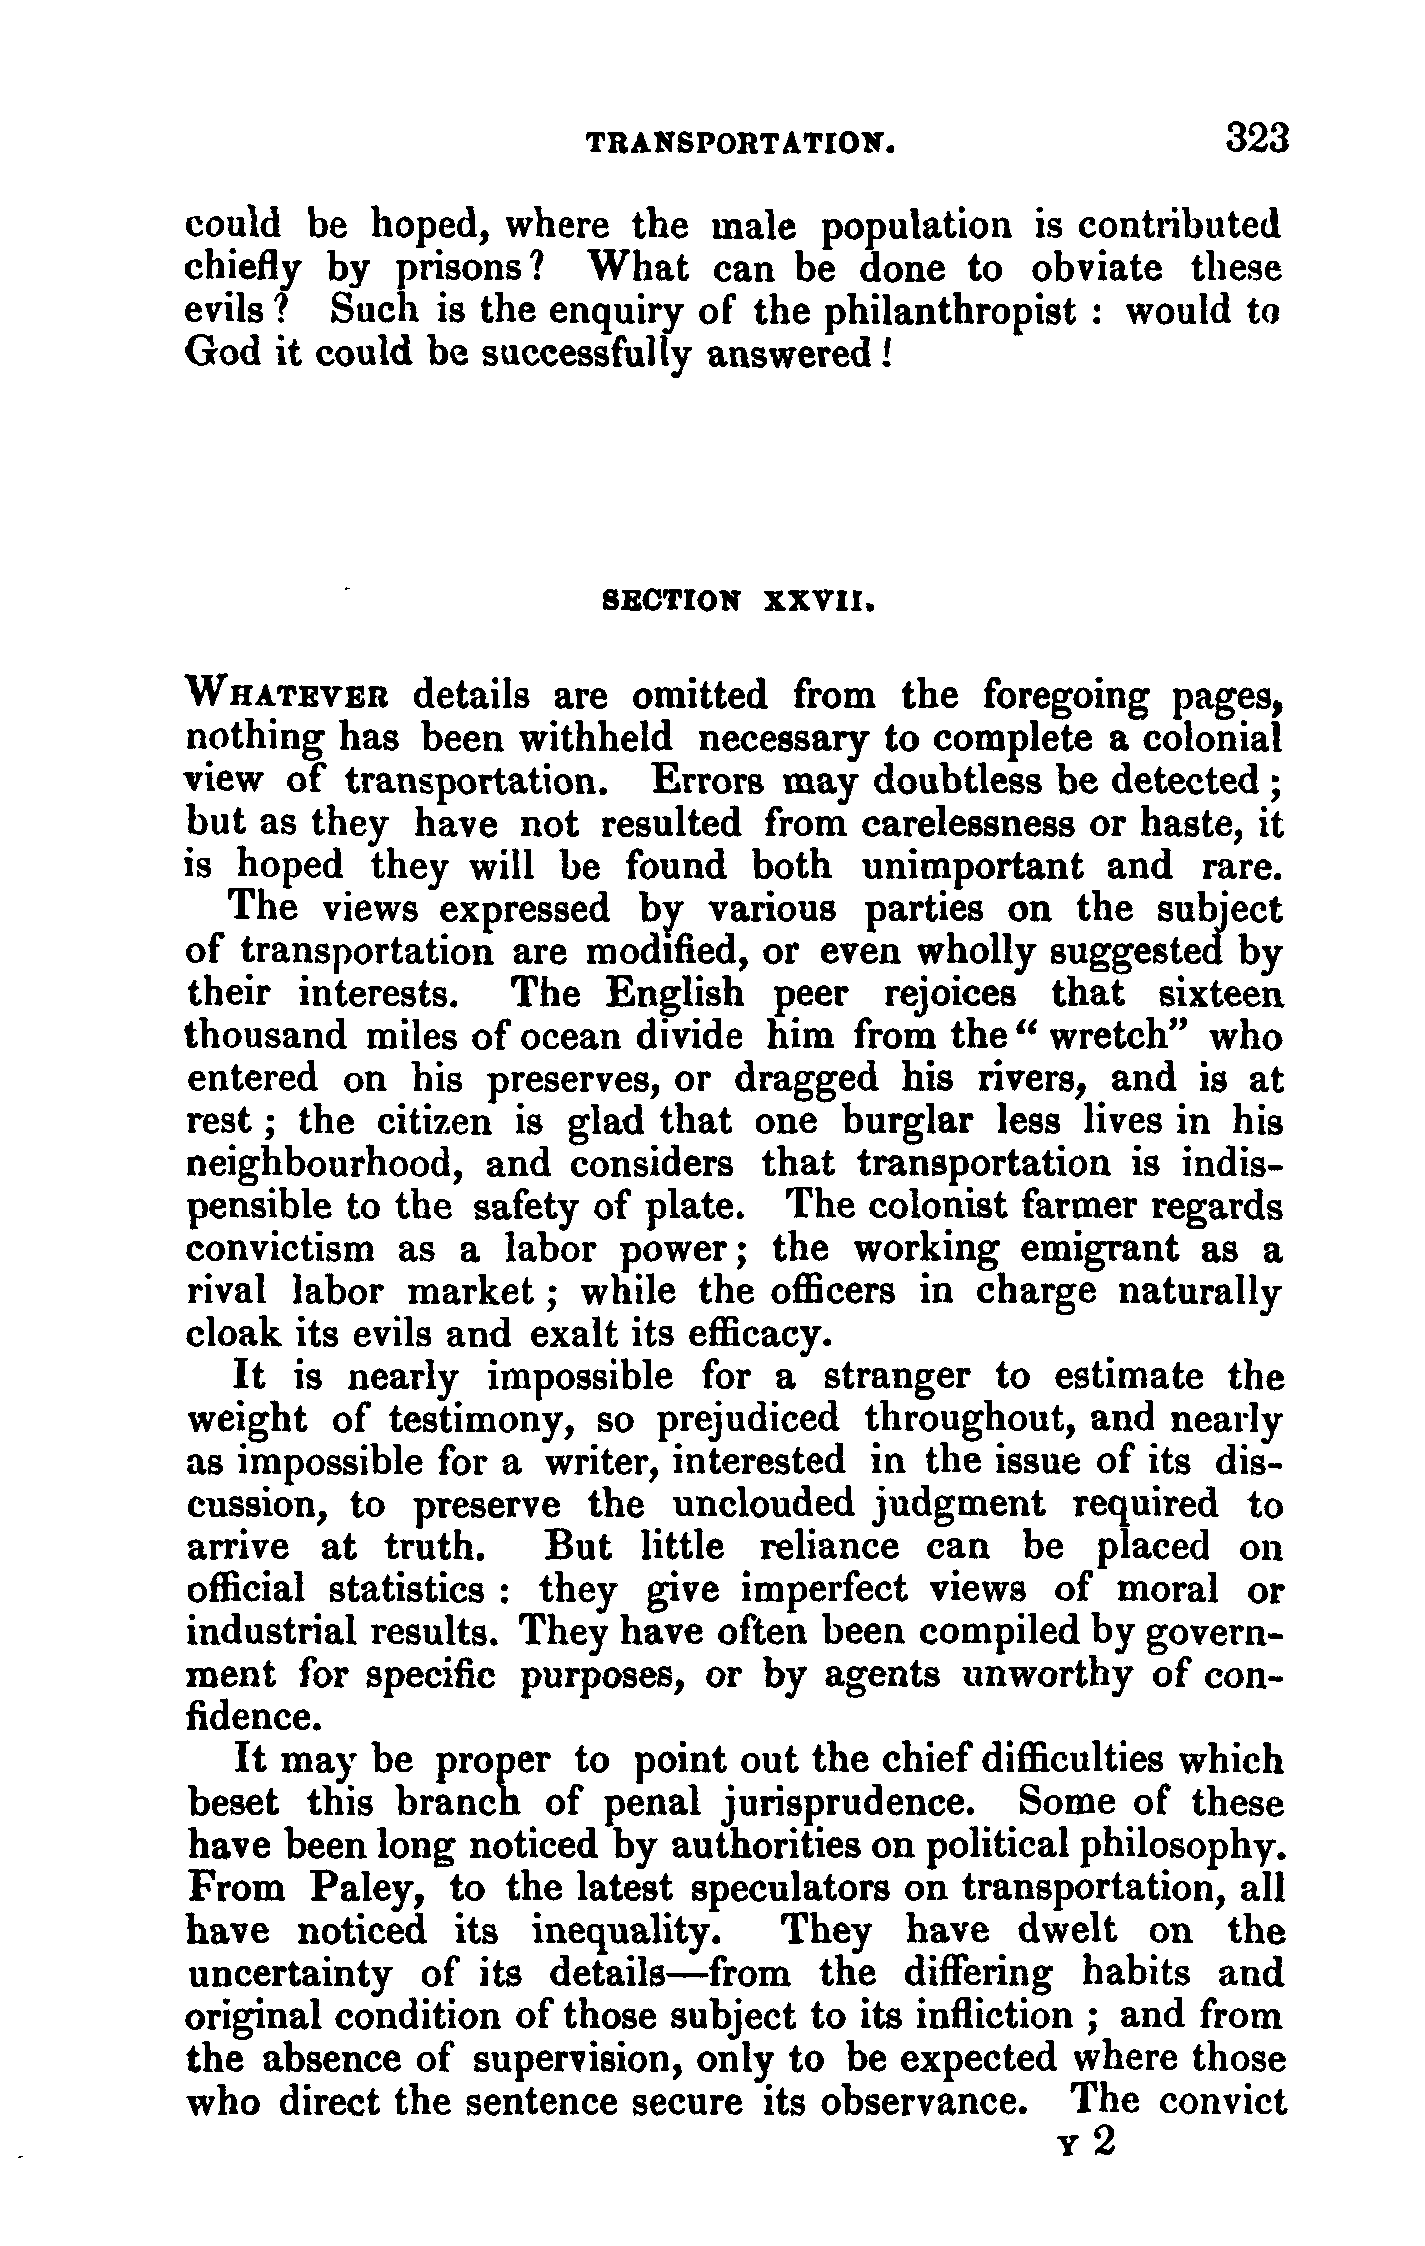 TRANSPORTATION. 323
could be hoped, where the male population is contributed
chiefly by prisons? What can be done to obviate these
evils? Such is the enquiry of the philanthropist : would to
God it could be successfully answered!
SECTION XXVII.
WHATEVER details are omitted from the foregoing pages,
nothing has been withheld necessary to complete a colonial
view of transportation. Errors may doubtless be detected;
but as they have not resulted from carelessness or haste, it
is hoped they will be found both unimportant and rare.
The views expressed by various parties on the subject
of transportation are modified, or even wholly suggested by
their interests. The English peer rejoices that sixteen
thousand miles of ocean divide him from the "wretch" who
entered on his preserves, or dragged his rivers, and is at
rest; the citizen is glad that one burglar less lives in his
neighbourhood, and considers that transportation is indis-
pensible to the safety of plate. The colonist farmer regards
convictism as a labor power; the working emigrant as a
rival labor market; while the officers in charge naturally
cloak its evils and exalt its efficacy.
It is nearly impossible for a stranger to estimate the
weight of testimony, so prejudiced throughout, and nearly
as impossible for a writer, interested in the issue of its dis-
cussion, to preserve the unclouded judgment required to
arrive at truth. But little reliance can be placed on
official statistics : they give imperfect views of moral or
industrial results. They have often been compiled by govern-
ment for specific purposes, or by agents unworthy of con-
fidence.
It may be proper to point out the chief difficulties which
beset this branch of penal jurisprudence. Some of these
have been long noticed by authorities on political philosophy.
From Paley, to the latest speculators on transportation, all
have noticed its inequality. They have dwelt on the
uncertainty of its details—from the differing habits and
original condition of those subject to its infliction; and from
the absence of supervision, only to be expected where those
who direct the sentence secure its observance. The convict
Y 2